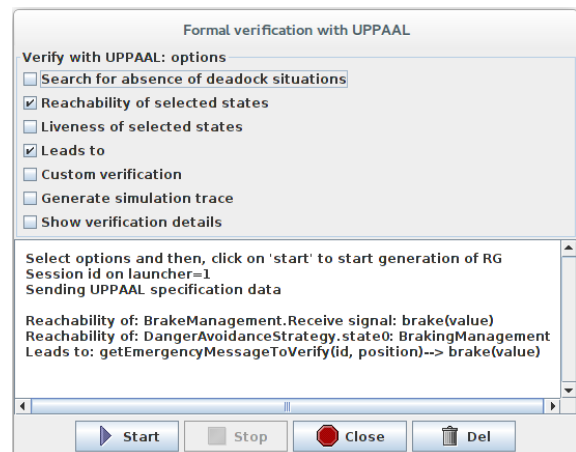 Formal verification with UPPAAL
Verify with UPPAAL: options
Search for absence of deadock situations
Reachability of selected states
Liveness of selected states
Leads to
Custom verification
Generate simulation trace
Show verification details
Select options and then, click on 'start' to start generation of RG
Session id on launcher=1
Sending UPPAAL specification data
Reachability of: BrakeManagement.Receive signal: brake(value)
Reachability of: DangerAvoidanceStrategy.state0: BrakingManagement
Leads to: getEmergencyMessageToVerify(id, position)--> brake(value)
Start Stop Close Del